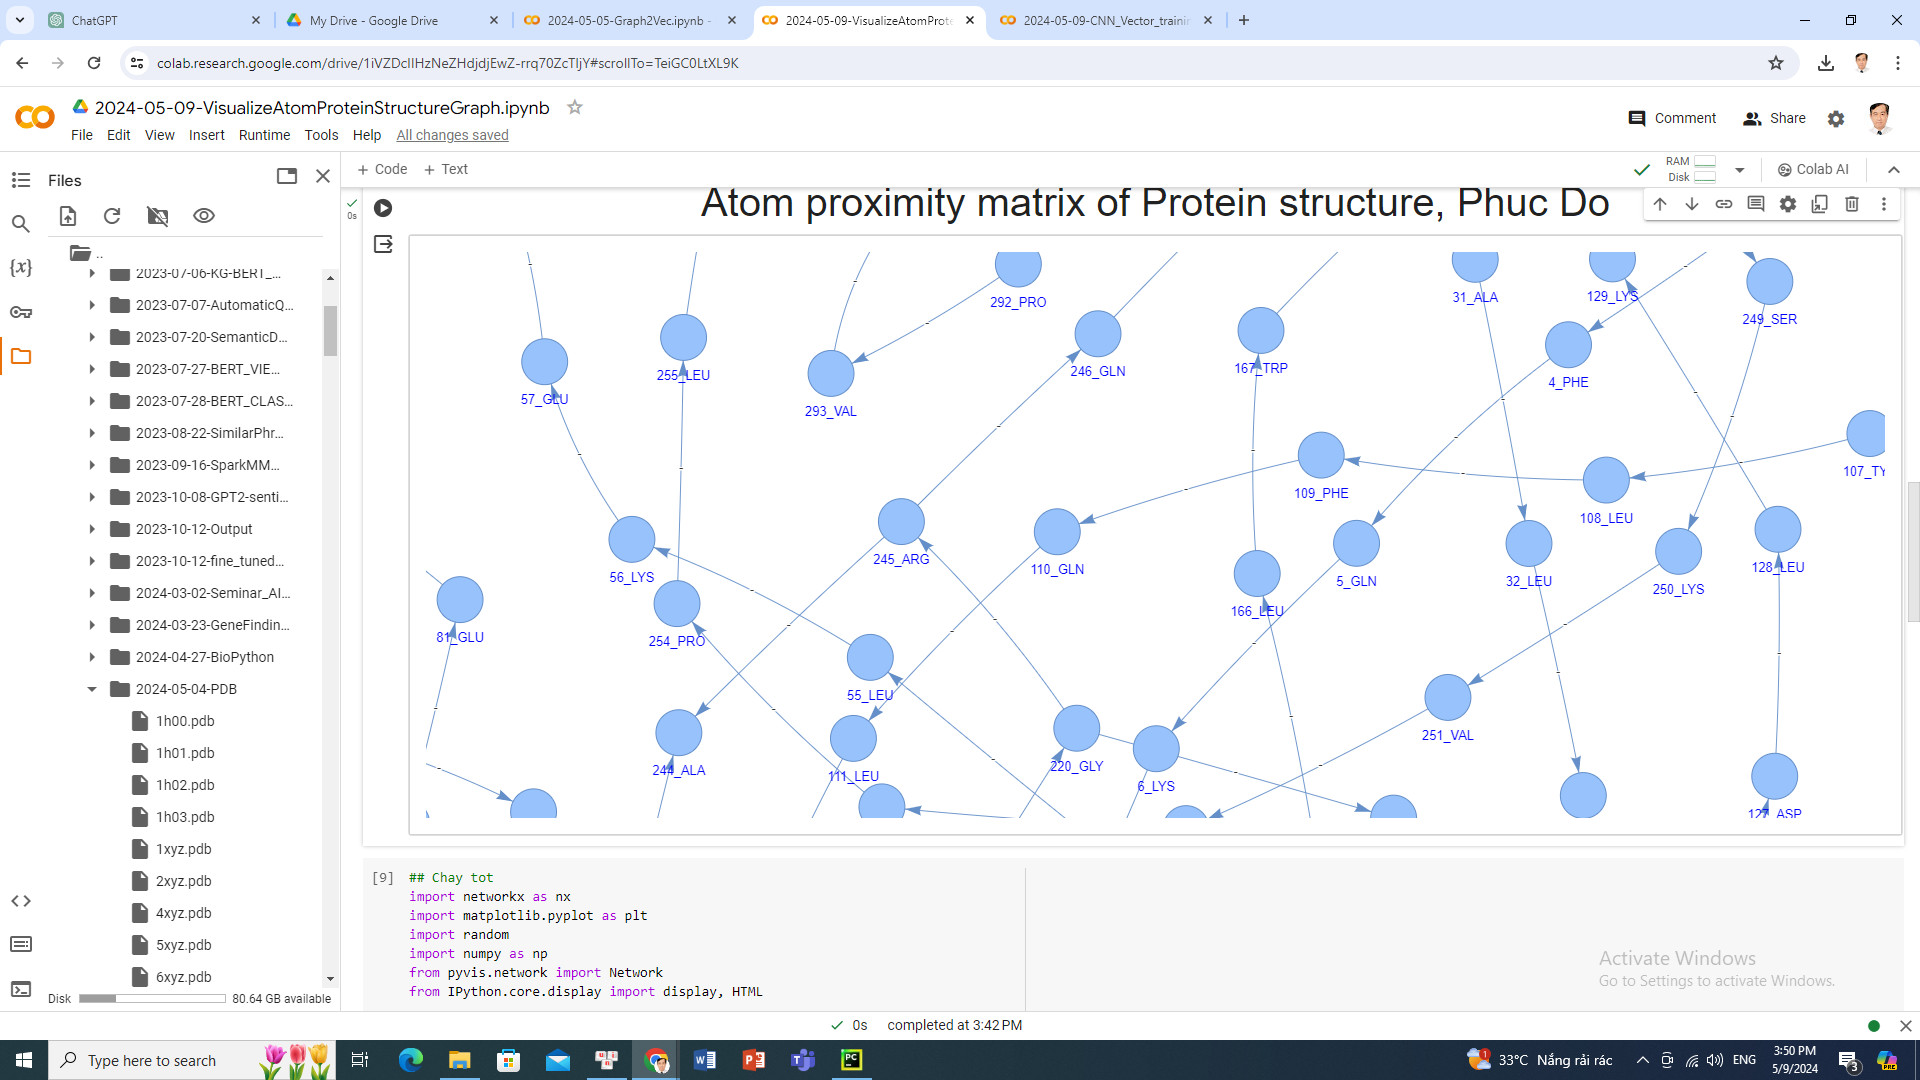 ChatGPT
My Drive - Google Drive
2024-05-05-Graph2Vec.ipynb -
2024-05-09-VisualizeAtomProte
2024-05-09-CNN_Vector_trainin
colab.research.google.com/drive/
2024-05-09-VisualizeAtomProteinStructureGraph.ipynb
File Edit View Insert Runtime Tools Help All changes saved
Comment
Share
Files
+ Code + Text
RAM
Disk
Colab AI
..
2023-07-06-KG-BERT_...
2023-07-07-AutomaticQ...
2023-07-20-SemanticD...
2023-07-27-BERT_VIE...
2023-07-28-BERT_CLAS...
2023-08-22-SimilarPhr...
2023-09-16-SparkMM...
2023-10-08-GPT2-senti...
2023-10-12-Output
2023-10-12-fine_tuned...
2024-03-02-Seminar_AI...
2024-03-23-GeneFindin...
2024-04-27-BioPython
2024-05-04-PDB
1h00.pdb
1h01.pdb
1h02.pdb
1h03.pdb
1xyz.pdb
2xyz.pdb
4xyz.pdb
5xyz.pdb
6xyz.pdb
Disk 80.64 GB available
0s
Atom proximity matrix of Protein structure, Phuc Do
292_PRO
31_ALA
129_LYS
249_SER
57_GLU
255_LEU
293_VAL
246_GLN
167_TRP
4_PHE
107_TY
109_PHE
108_LEU
245_ARG
110_GLN
56_LYS
5_GLN
32_LEU
250_LYS
128_LEU
166_LEU
81_GLU
254_PRO
55_LEU
251_VAL
244_ALA
111_LEU
220_GLY
6_LYS
127_ASP
[9]
## Chay tot
import networkx as nx
import matplotlib.pyplot as plt
import random
import numpy as np
from pyvis.network import Network
from IPython.core.display import display, HTML
Activate Windows
Go to Settings to activate Windows.
0s completed at 3:42 PM
Type here to search
33°C Nắng rải rác
ENG
3:50 PM
5/9/2024
3